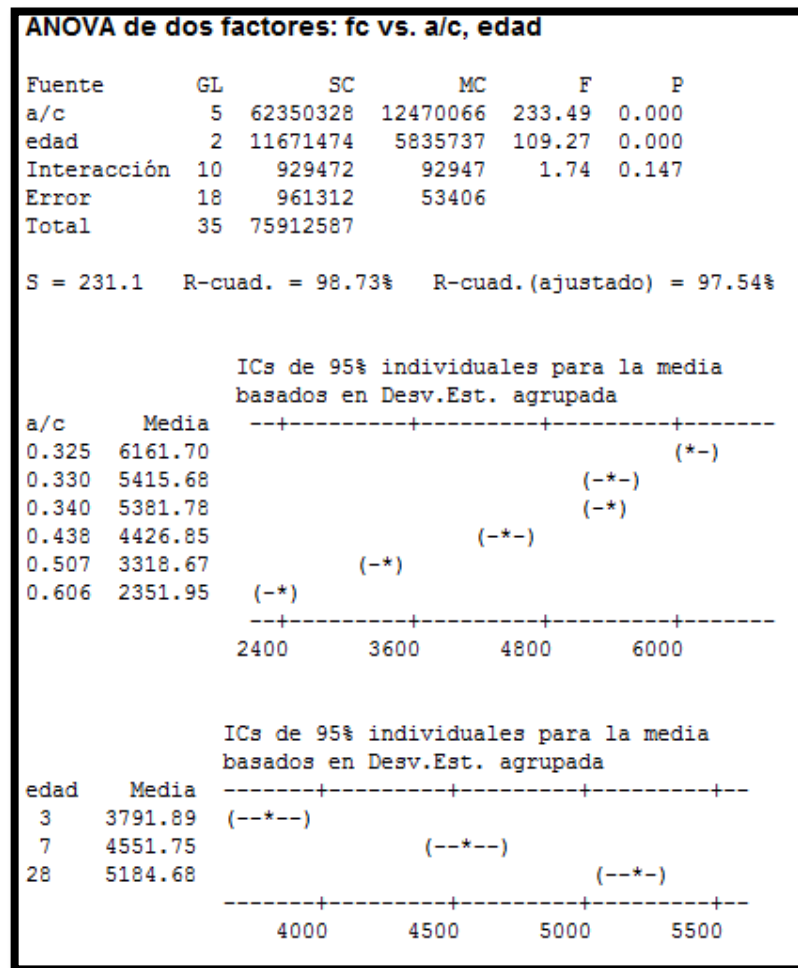 ANOVA de dos factores: fc vs. a/c, edad
Fuente GL SC MC F P
a/c 5 62350328 12470066 233.49 0.000
edad 2 11671474 5835737 109.27 0.000
Interacción 10 929472 92947 1.74 0.147
Error 18 961312 53406
Total 35 75912587
S = 231.1 R-cuad. = 98.73% R-cuad.(ajustado) = 97.54%
ICs de 95% individuales para la media
basados en Desv.Est. agrupada
a/c Media --+---------+---------+---------+-------
0.325 6161.70 (*-)
0.330 5415.68 (-*-)
0.340 5381.78 (-*)
0.438 4426.85 (-*-)
0.507 3318.67 (-*)
0.606 2351.95 (-*)
--+---------+---------+---------+-------
2400 3600 4800 6000
ICs de 95% individuales para la media
basados en Desv.Est. agrupada
edad Media -------+---------+---------+---------+--
3 3791.89 (--*--)
7 4551.75 (--*--)
28 5184.68 (--*-)
-------+---------+---------+---------+--
4000 4500 5000 5500